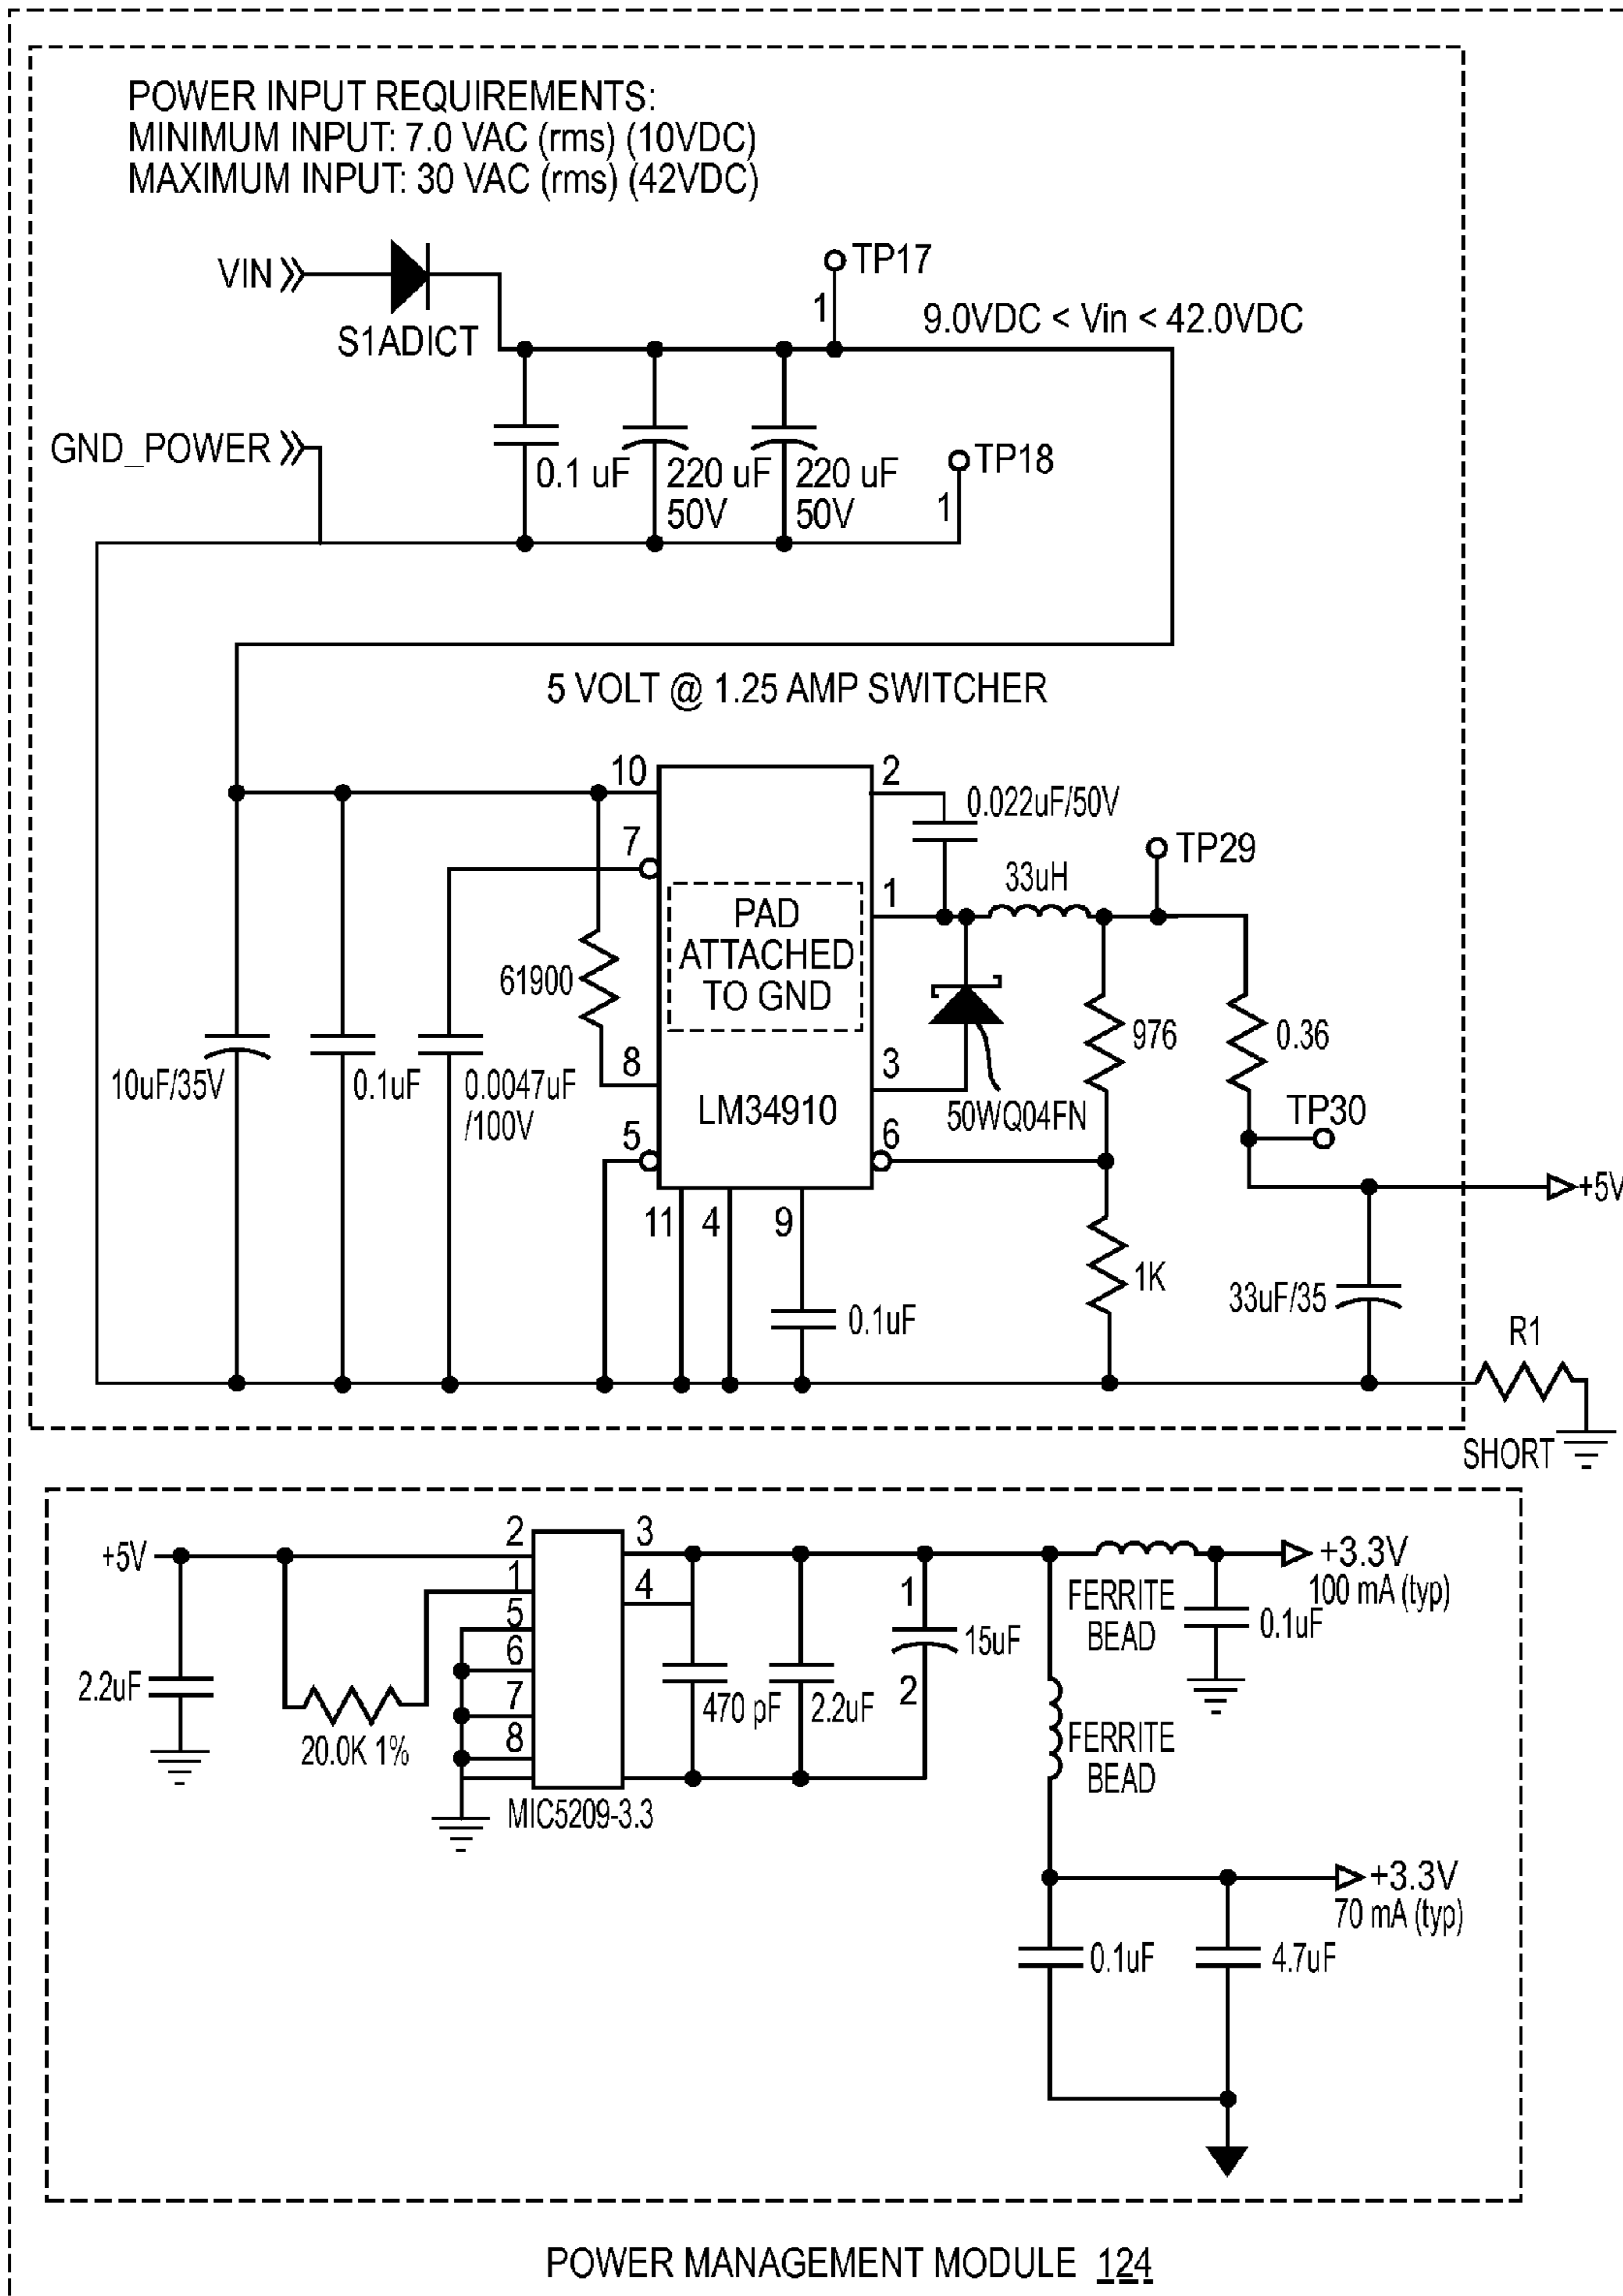 POWER INPUT REQUIREMENTS:
MINIMUM INPUT: 7.0 VAC (rms) (10VDC)
MAXIMUM INPUT: 30 VAC (rms) (42VDC)
TP17
VIN
1
9.0VDC < Vin < 42.0VDC
S1ADICT
GND_POWER
TP18
0.1 uF
220 uF
50V
220 uF
50V
1
5 VOLT @ 1.25 AMP SWITCHER
10
2
0.022uF/50V
7
TP29
33uH
1
PAD
ATTACHED
TO GND
61900
976
0.36
8
3
10uF/35V
0.1uF
0.0047uF
/100V
LM34910
50WQ04FN
TP30
5
6
+5V
11
4
9
1K
33uF/35
0.1uF
R1
SHORT
2
3
+5V
+3.3V
100 mA (typ)
1
4
1
FERRITE
BEAD
0.1uF
5
15uF
6
2.2uF
2
7
470 pF
2.2uF
8
FERRITE
BEAD
20.0K 1%
MIC5209-3.3
+3.3V
70 mA (typ)
0.1uF
4.7uF
POWER MANAGEMENT MODULE 124